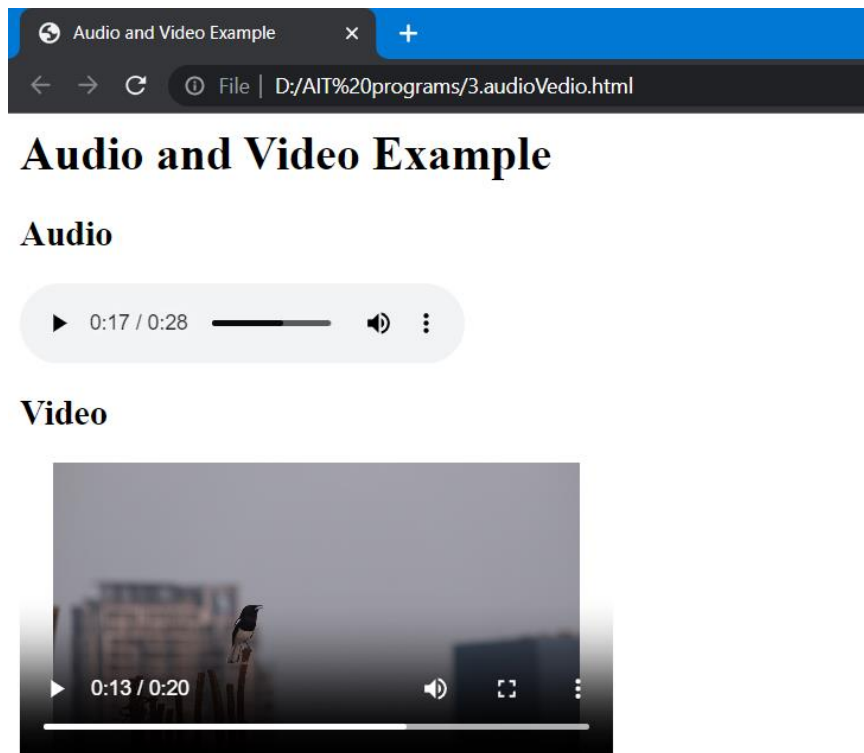 Audio and Video Example
File | D:/AIT%20programs/3.audioVedio.html
Audio and Video Example
Audio
0:17 / 0:28
Video
0:13 / 0:20